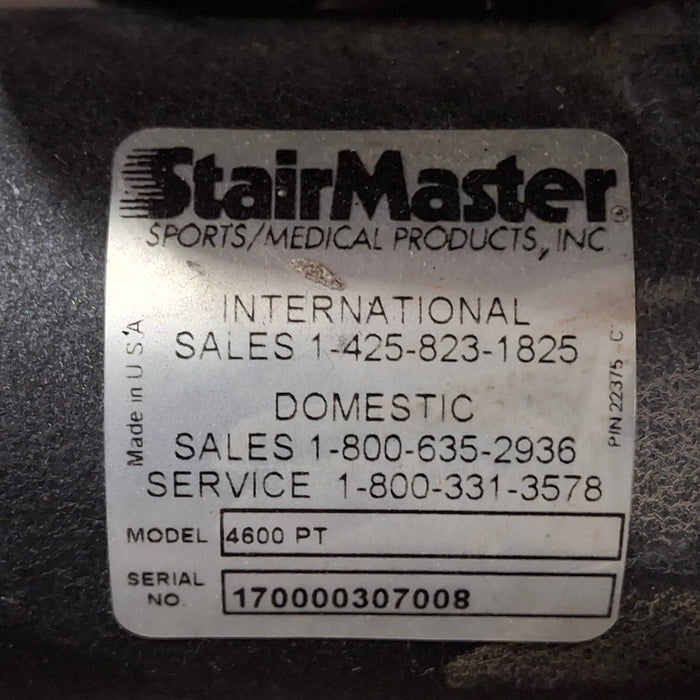 StairMaster®
SPORTS/MEDICAL PRODUCTS, INC
INTERNATIONAL
SALES 1-425-823-1825
DOMESTIC
SALES 1-800-635-2936
SERVICE 1-800-331-3578
MODEL 4600 PT
SERIAL
NO. 170000307008
Made in U S A
P/N 22375 - C